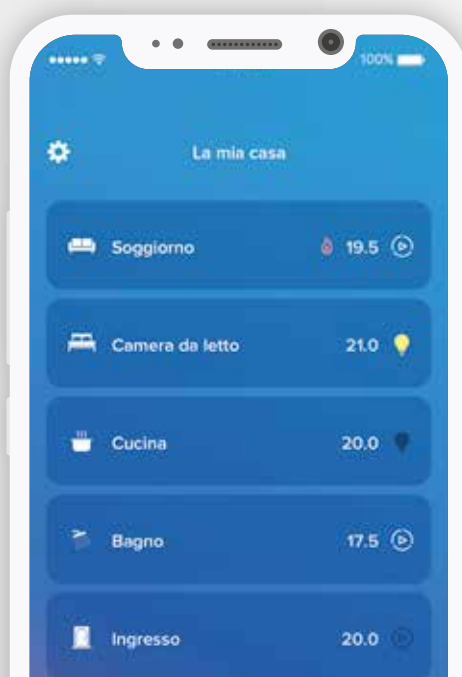 100%
La mia casa
Soggiorno 19.5
Camera da letto 21.0
Cucina 20.0
Bagno 17.5
Ingresso 20.0